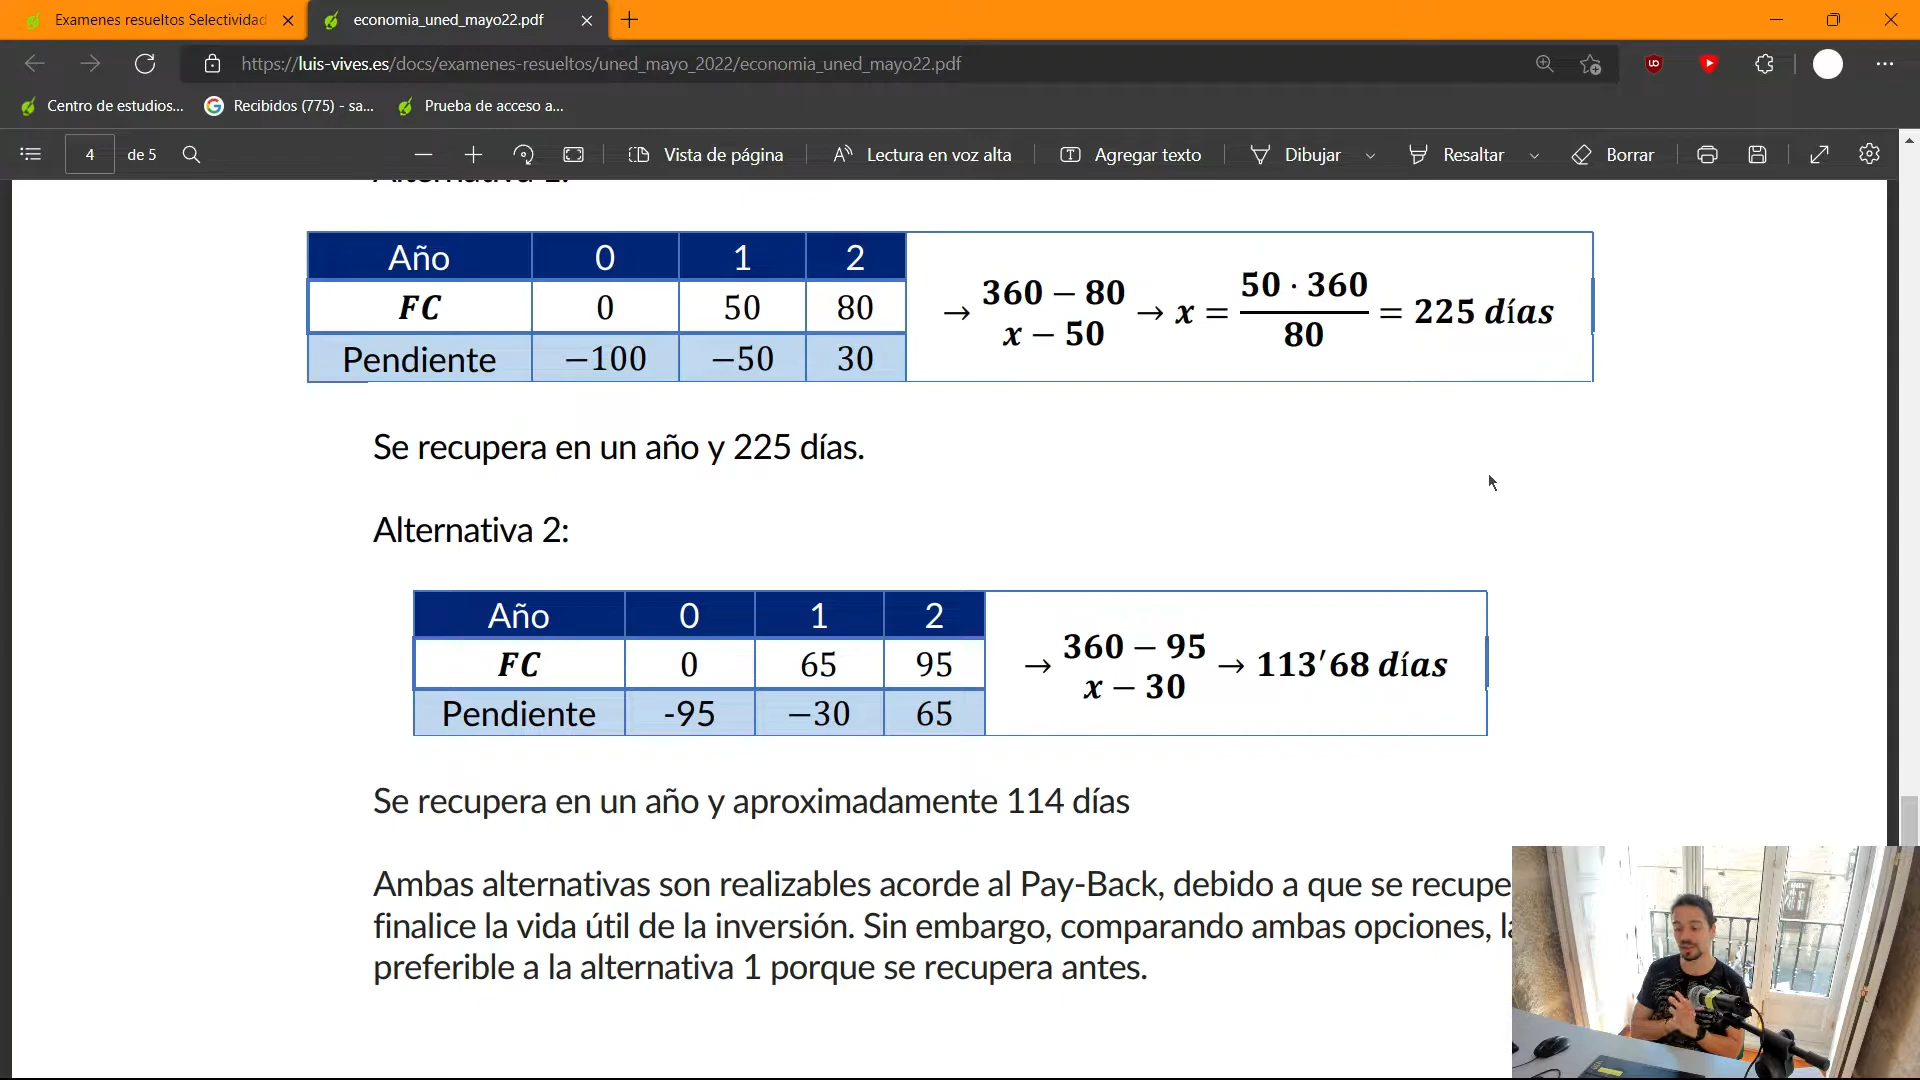 Examenes resueltos Selectividad
economia_uned_mayo22.pdf
https://luis-vives.es/docs/examenes-resueltos/uned_mayo_2022/economia_uned_mayo22.pdf
Centro de estudios...
Recibidos (775) - sa...
Prueba de acceso a...
4 de 5
Vista de página
Lectura en voz alta
Agregar texto
Dibujar
Resaltar
Borrar
Año 0 1 2
FC 0 50 80
Pendiente −100 −50 30
→ 360 − 80 / x − 50 → x = 50 · 360 / 80 = 225 días
Se recupera en un año y 225 días.
Alternativa 2:
Año 0 1 2
FC 0 65 95
Pendiente -95 −30 65
→ 360 − 95 / x − 30 → 113′68 días
Se recupera en un año y aproximadamente 114 días
Ambas alternativas son realizables acorde al Pay-Back, debido a que se recupe
finalice la vida útil de la inversión. Sin embargo, comparando ambas opciones,
preferible a la alternativa 1 porque se recupera antes.